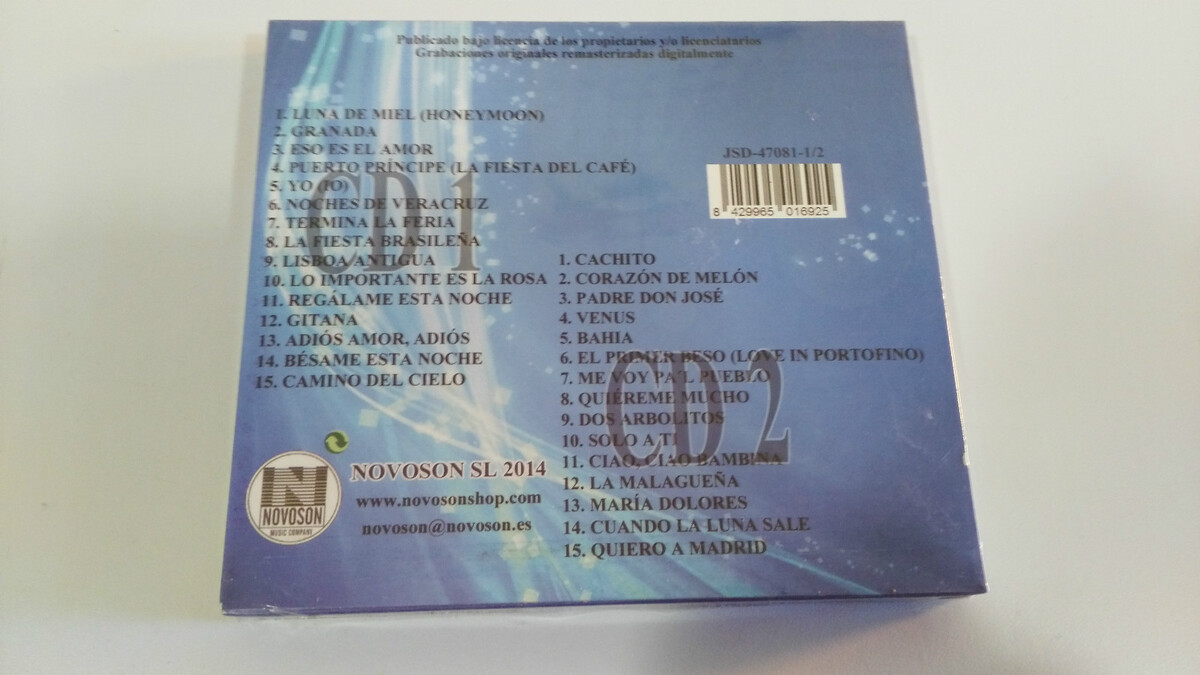 Publicado bajo licencia de los propietarios y/o licenciatarios
Grabaciones originales remasterizadas digitalmente
CD 1
1. LUNA DE MIEL (HONEYMOON)
2. GRANADA
3. ESO ES EL AMOR
4. PUERTO PRÍNCIPE (LA FIESTA DEL CAFÉ)
5. YO (IO)
6. NOCHES DE VERACRUZ
7. TERMINA LA FERIA
8. LA FIESTA BRASILEÑA
9. LISBOA ANTIGUA
10. LO IMPORTANTE ES LA ROSA
11. REGÁLAME ESTA NOCHE
12. GITANA
13. ADIÓS AMOR, ADIÓS
14. BÉSAME ESTA NOCHE
15. CAMINO DEL CIELO
JSD-47081-1/2
8 429965 016925
CD 2
1. CACHITO
2. CORAZÓN DE MELÓN
3. PADRE DON JOSÉ
4. VENUS
5. BAHIA
6. EL PRIMER BESO (LOVE IN PORTOFINO)
7. ME VOY PA´L PUEBLO
8. QUIÉREME MUCHO
9. DOS ARBOLITOS
10. SOLO A TI
11. CIAO, CIAO BAMBINA
12. LA MALAGUEÑA
13. MARÍA DOLORES
14. CUANDO LA LUNA SALE
15. QUIERO A MADRID
N
NOVOSON
MUSIC COMPANY
NOVOSON SL 2014
www.novosonshop.com
novoson@novoson.es